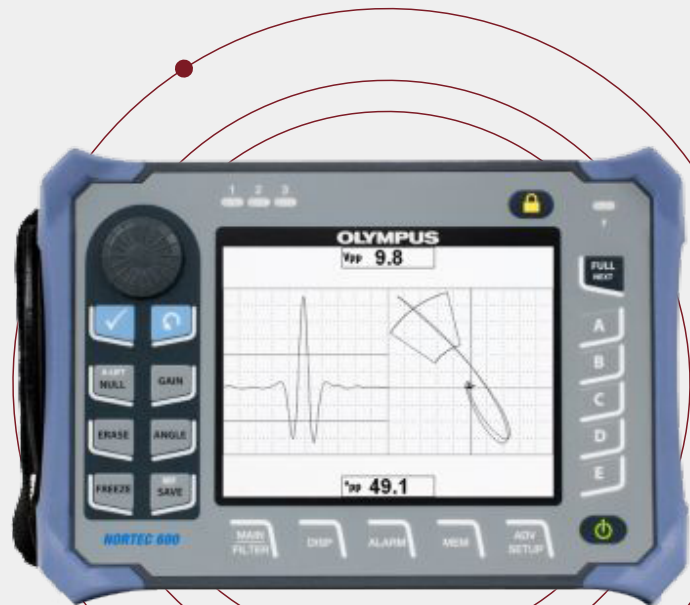 1 2 3
OLYMPUS
Vpp 9.8
FULL
NEXT
A
B
C
D
E
NULL
GAIN
ERASE
ANGLE
FREEZE
SAVE
°pp 49.1
NORTEC 600
MAIN
FILTER
DISP
ALARM
MEM
ADV
SETUP